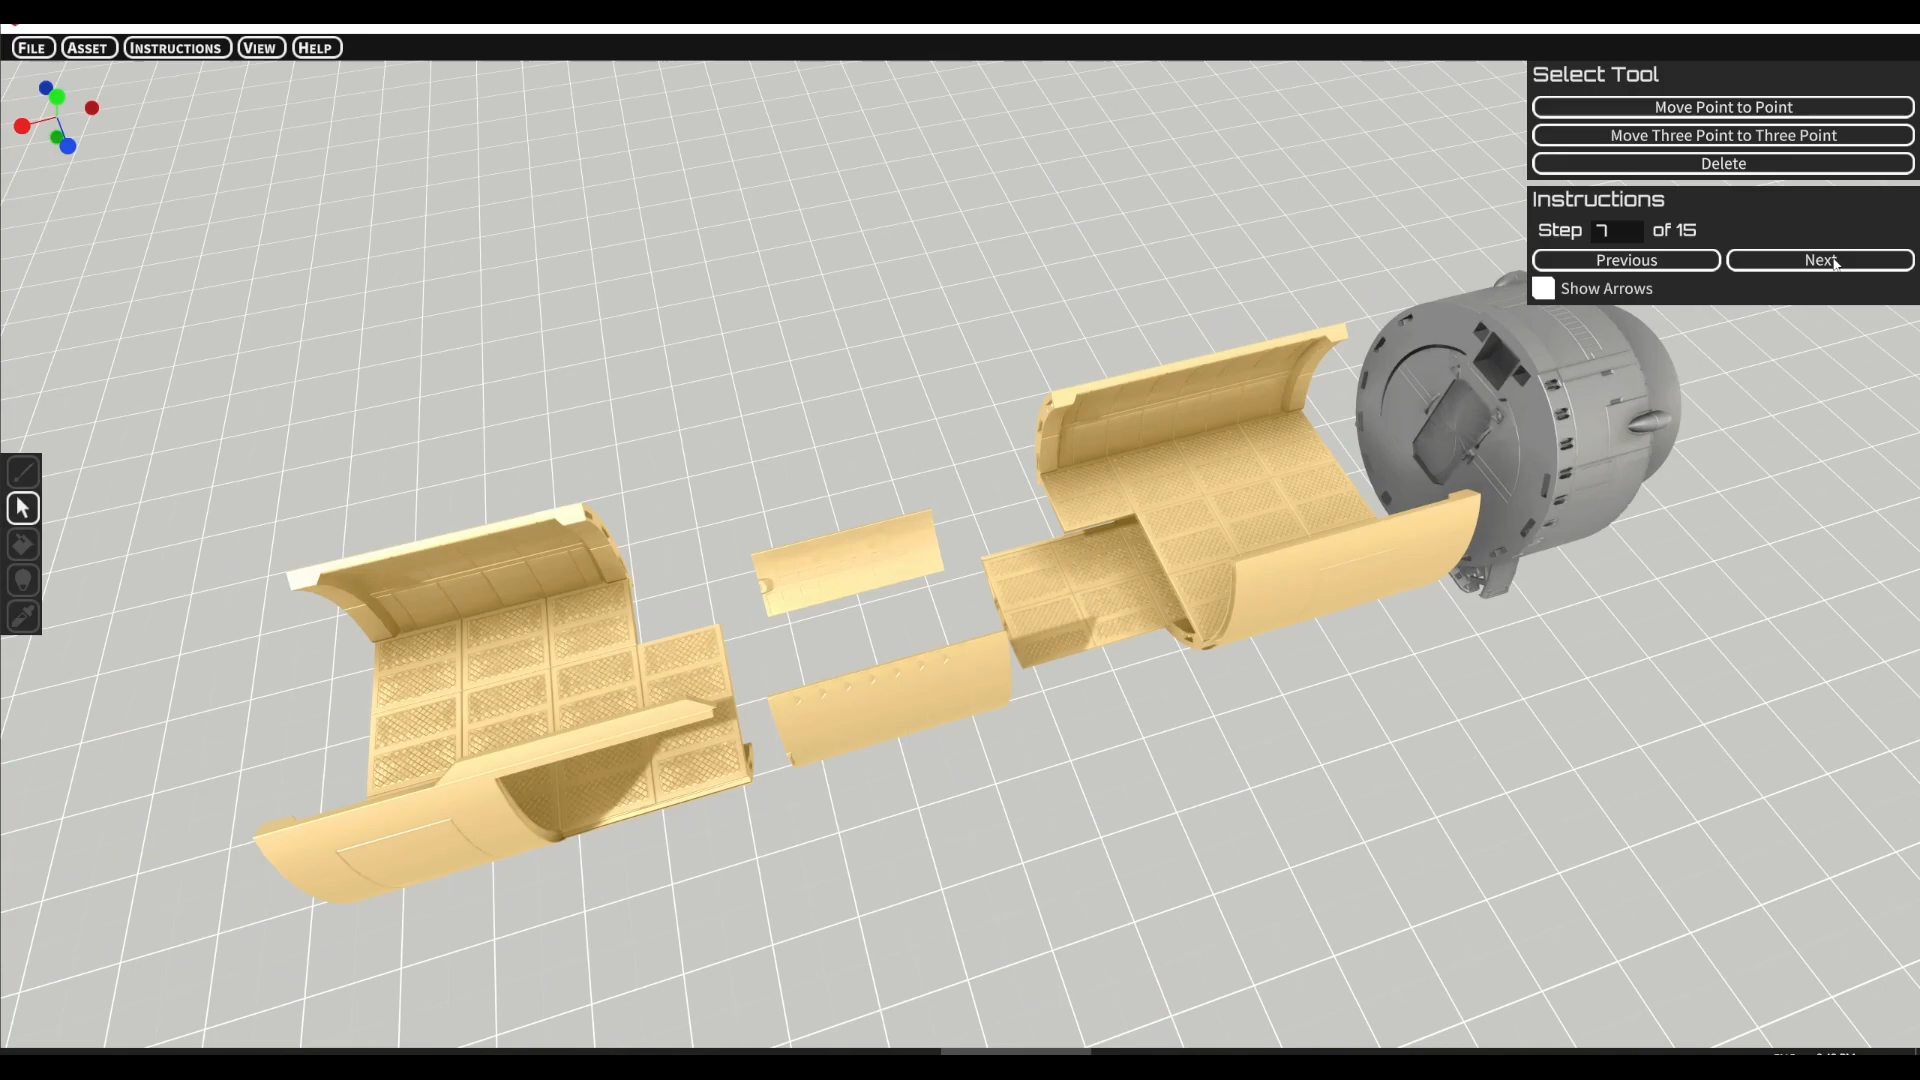 FILE ASSET INSTRUCTIONS VIEW HELP
Select Tool
Move Point to Point
Move Three Point to Three Point
Delete
Instructions
Step 7 of 15
Previous Next
Show Arrows